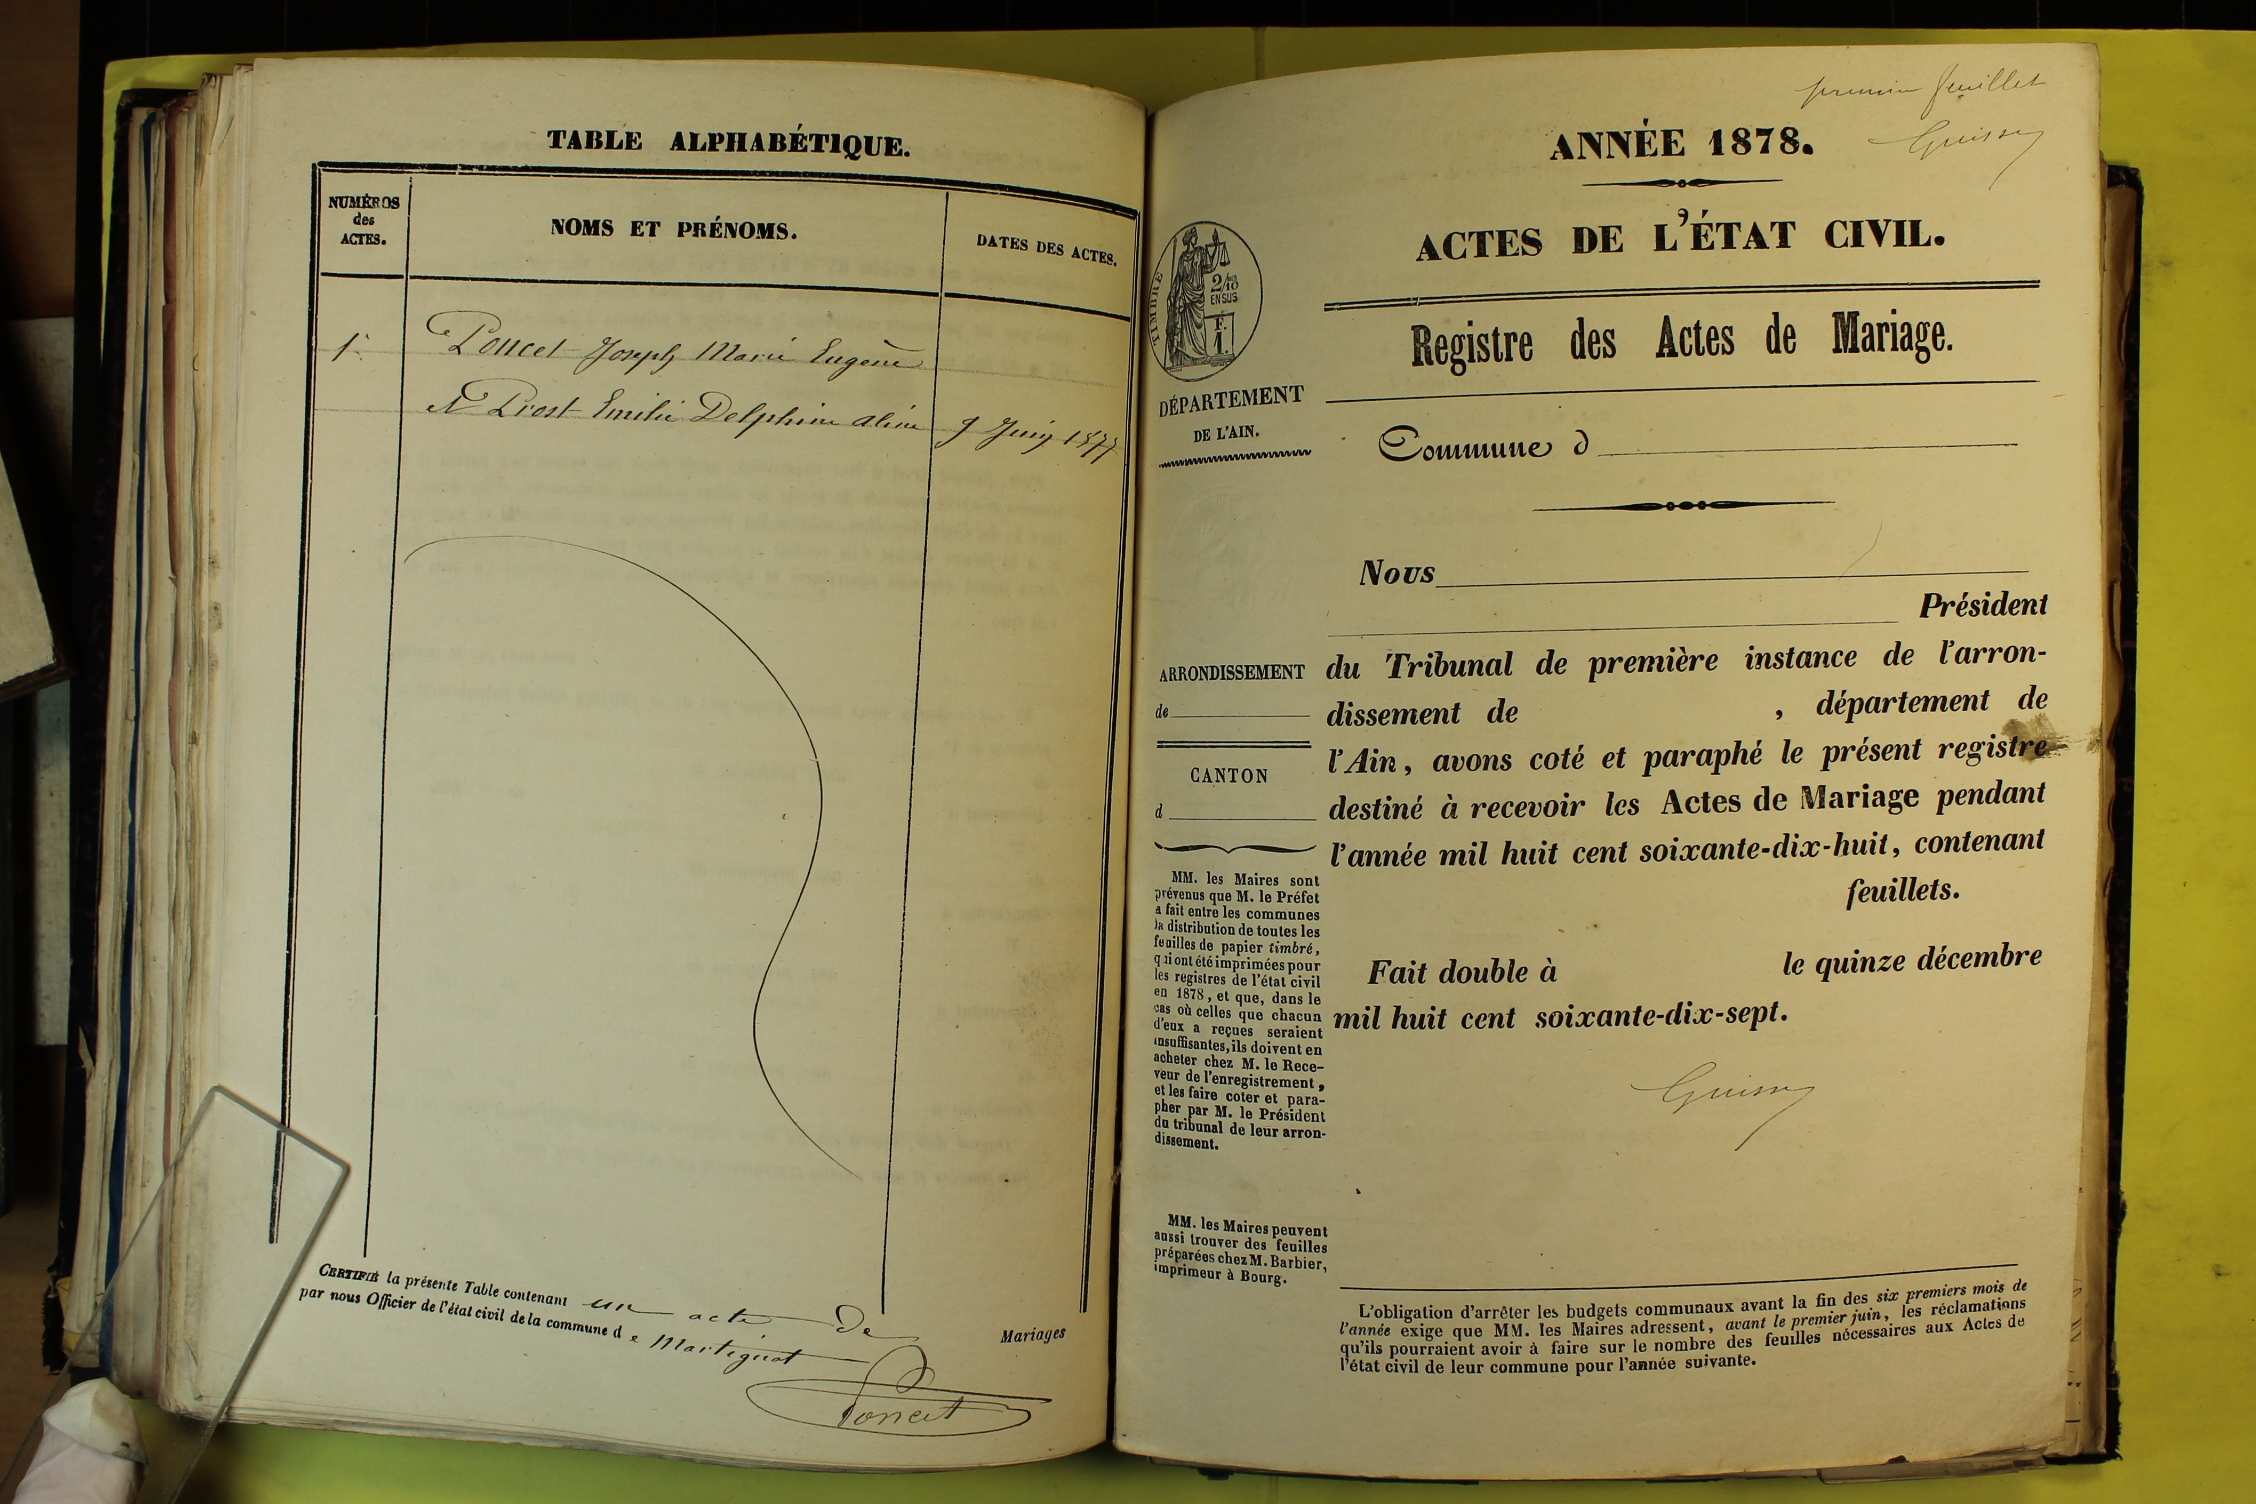 TABLE ALPHABÉTIQUE.
NUMÉROS
des
ACTES.
NOMS ET PRÉNOMS.
DATES DES ACTES.
1.
Poncet Joseph Marie Eugène
et Prost Emilie Delphine Aline 9 Juin 1877
CERTIFIÉ la présente Table contenant un acte de Mariages
par nous Officier de l'état civil de la commune de Martignat
Poncet
premier feuillet
ANNÉE 1878.
ACTES DE L'ÉTAT CIVIL.
TIMBRE
2/10
EN SUS
F.
1.
Registre des Actes de Mariage.
DÉPARTEMENT
DE L'AIN.
Commune d
Nous
Président
ARRONDISSEMENT
de
CANTON
d
du Tribunal de première instance de l'arron-
dissement de , département de
l'Ain, avons coté et paraphé le présent registre
destiné à recevoir les Actes de Mariage pendant
l'année mil huit cent soixante-dix-huit, contenant
feuillets.
Fait double à le quinze décembre
mil huit cent soixante-dix-sept.
MM. les Maires sont
prévenus que M. le Préfet
a fait entre les communes
la distribution de toutes les
feuilles de papier timbré,
qui ont été imprimées pour
les registres de l'état civil
en 1878, et que, dans le
cas où celles que chacun
d'eux a reçues seraient
insuffisantes, ils doivent en
acheter chez M. le Rece-
veur de l'enregistrement,
et les faire coter et para-
pher par M. le Président
du tribunal de leur arron-
dissement.
MM. les Maires peuvent
aussi trouver des feuilles
préparées chez M. Barbier,
imprimeur à Bourg.
L'obligation d'arrêter les budgets communaux avant la fin des six premiers mois de
l'année exige que MM. les Maires adressent, avant le premier juin, les réclamations
qu'ils pourraient avoir à faire sur le nombre des feuilles nécessaires aux Actes de
l'état civil de leur commune pour l'année suivante.